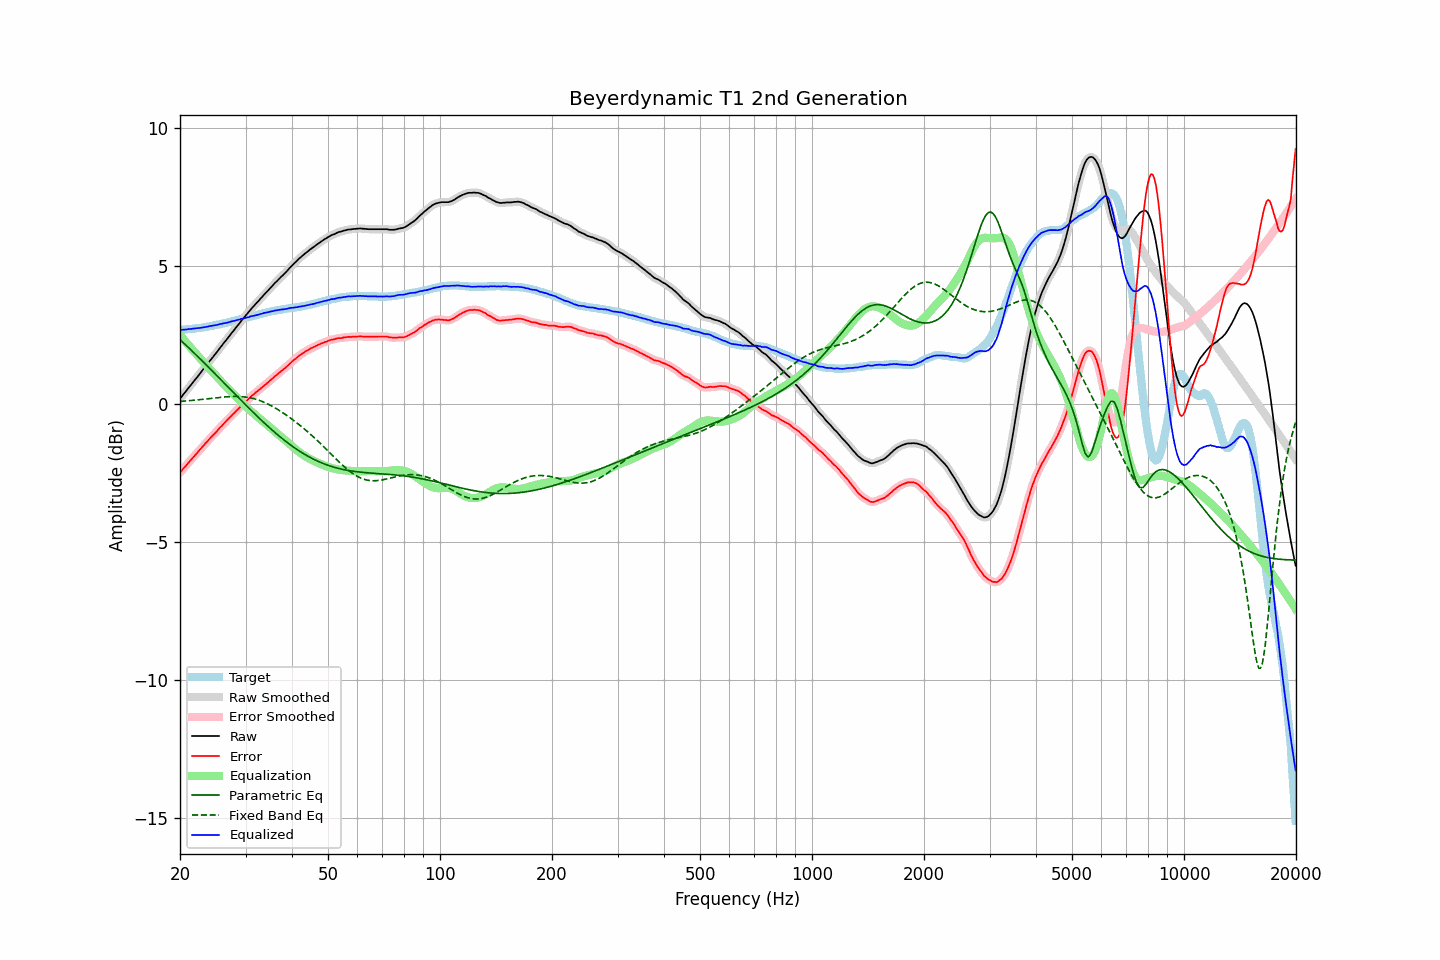 Beyerdynamic T1 2nd Generation
Amplitude (dBr)
10
5
0
−5
−10
−15
Target
Raw Smoothed
Error Smoothed
Raw
Error
Equalization
Parametric Eq
Fixed Band Eq
Equalized
20 50 100 200 500 1000 2000 5000 10000 20000
Frequency (Hz)